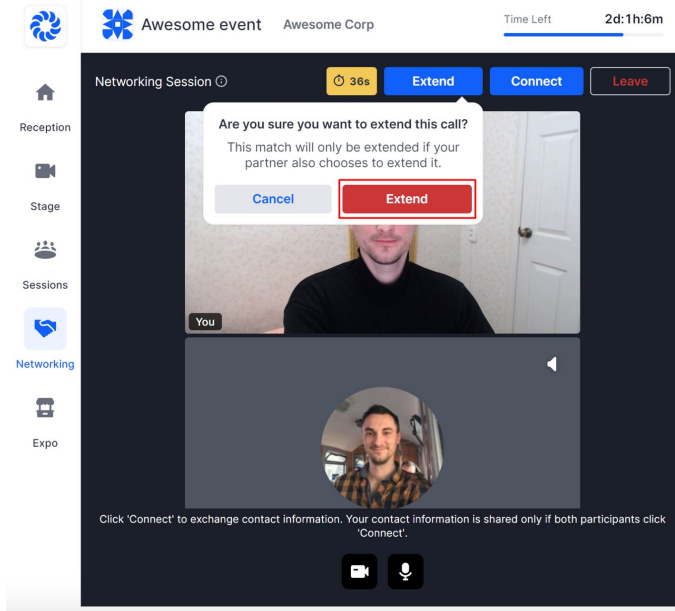 Awesome event
Awesome Corp
Time Left
2d:1h:6m
Reception
Stage
Sessions
Networking
Expo
Networking Session
36s
Extend
Connect
Leave
Are you sure you want to extend this call?
This match will only be extended if your
partner also chooses to extend it.
Cancel
Extend
You
Click 'Connect' to exchange contact information. Your contact information is shared only if both participants click
'Connect'.